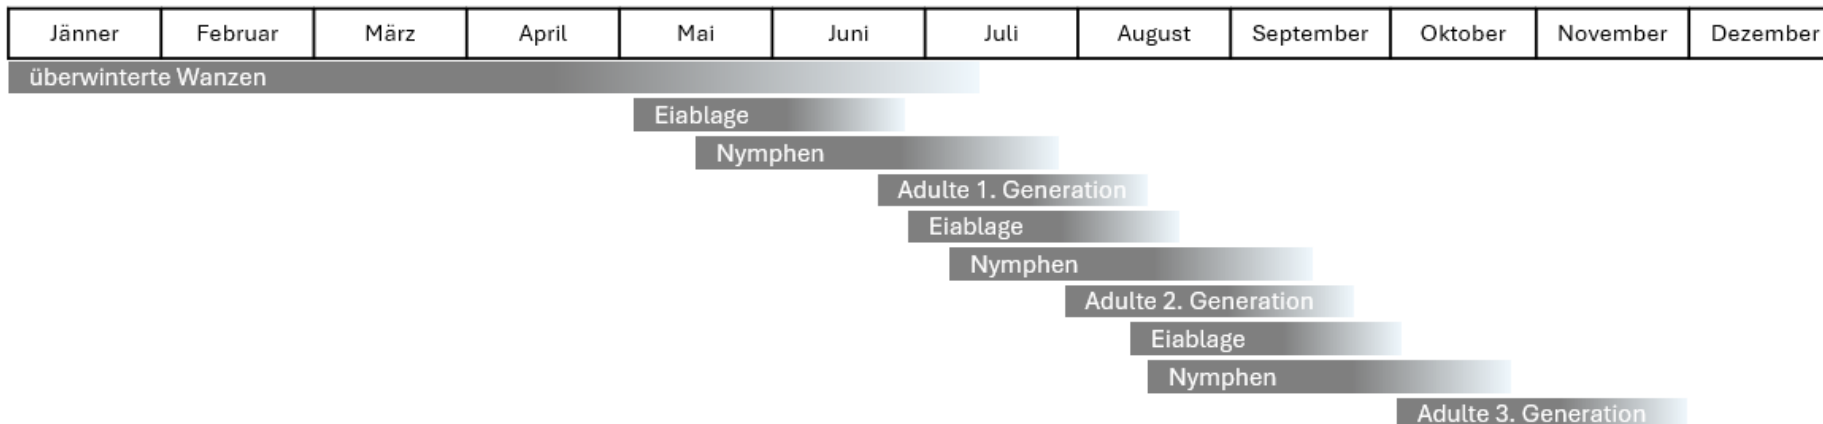 Jänner Februar März April Mai Juni Juli August September Oktober November Dezember
überwinterte Wanzen
Eiablage
Nymphen
Adulte 1. Generation
Eiablage
Nymphen
Adulte 2. Generation
Eiablage
Nymphen
Adulte 3. Generation